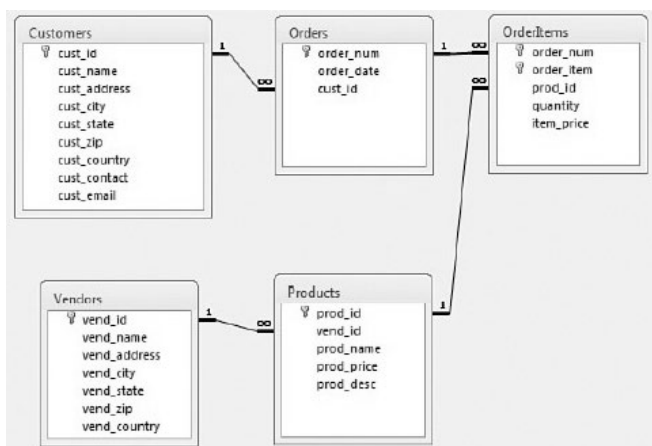 Customers
cust_id
cust_name
cust_address
cust_city
cust_state
cust_zip
cust_country
cust_contact
cust_email
1
∞
Orders
order_num
order_date
cust_id
1
∞
OrderItems
order_num
order_item
prod_id
quantity
item_price
∞
Vendors
vend_id
vend_name
vend_address
vend_city
vend_state
vend_zip
vend_country
1
∞
Products
prod_id
vend_id
prod_name
prod_price
prod_desc
1